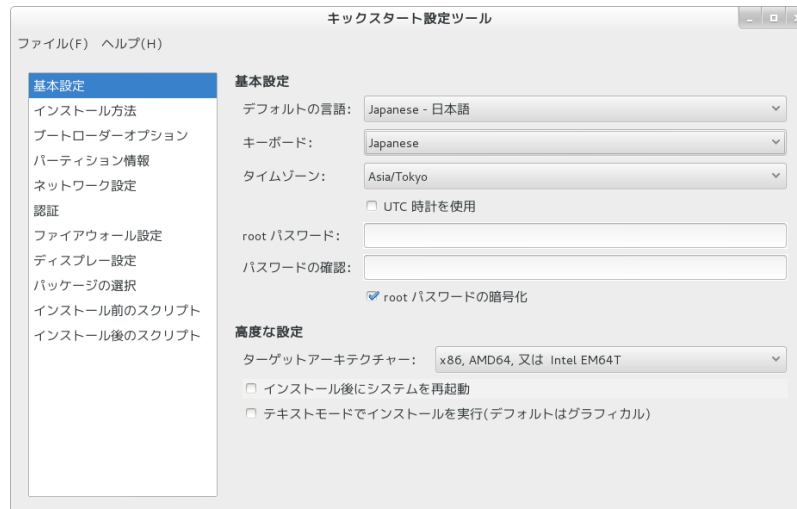 キックスタート設定ツール
ファイル(F) ヘルプ(H)
基本設定
インストール方法
ブートローダーオプション
パーティション情報
ネットワーク設定
認証
ファイアウォール設定
ディスプレー設定
パッケージの選択
インストール前のスクリプト
インストール後のスクリプト
基本設定
デフォルトの言語: Japanese - 日本語
キーボード: Japanese
タイムゾーン: Asia/Tokyo
UTC 時計を使用
root パスワード:
パスワードの確認:
root パスワードの暗号化
高度な設定
ターゲットアーキテクチャー: x86, AMD64, 又は Intel EM64T
インストール後にシステムを再起動
テキストモードでインストールを実行(デフォルトはグラフィカル)